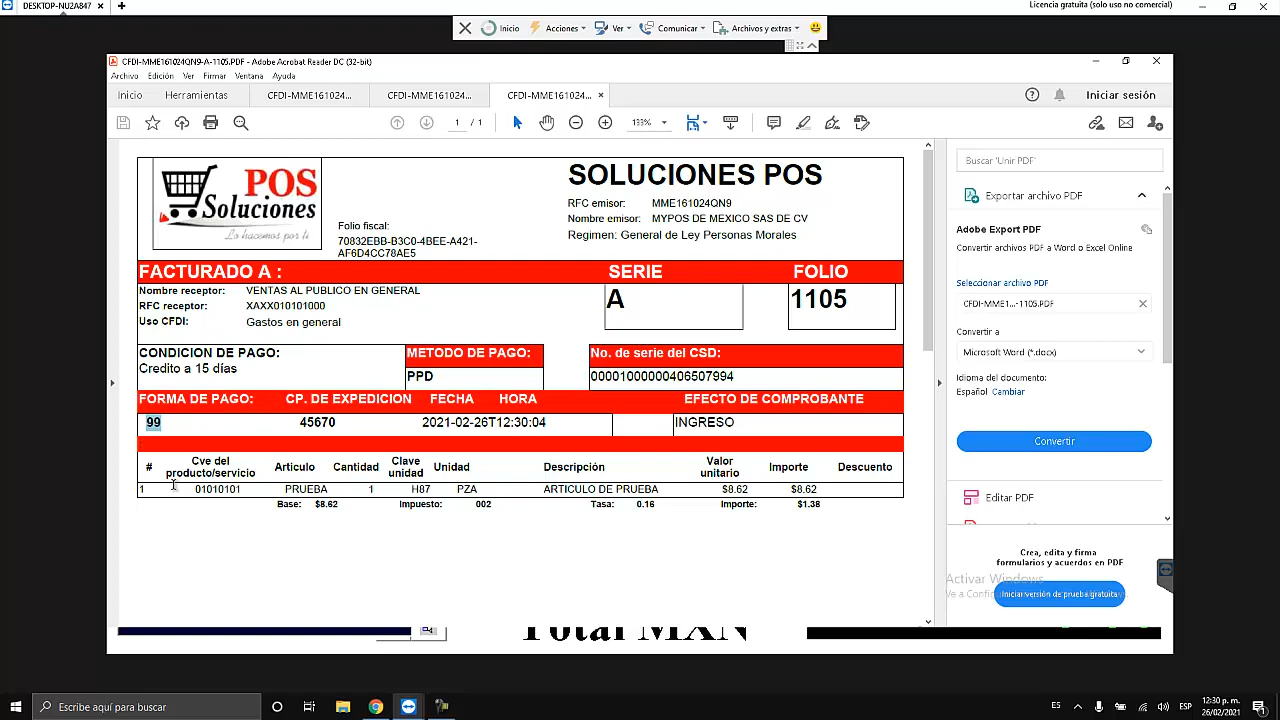 DESKTOP-NU2A847
Licencia gratuita (solo uso no comercial)
Inicio
Acciones
Ver
Comunicar
Archivos y extras
CFDI-MME161024QN9-A-1105.PDF - Adobe Acrobat Reader DC (32-bit)
Archivo Edición Ver Firmar Ventana Ayuda
Inicio Herramientas CFDI-MME161024... CFDI-MME161024... CFDI-MME161024... Iniciar sesión
1 / 1
POS
Soluciones
Lo hacemos por ti
Folio fiscal:
70832EBB-B3C0-4BEE-A421-
AF6D4CC78AE5
SOLUCIONES POS
RFC emisor: MME161024QN9
Nombre emisor: MYPOS DE MEXICO SAS DE CV
Regimen: General de Ley Personas Morales
FACTURADO A : SERIE FOLIO
Nombre receptor: VENTAS AL PUBLICO EN GENERAL
RFC receptor: XAXX010101000
Uso CFDI: Gastos en general
A
1105
CONDICION DE PAGO:
Credito a 15 días
METODO DE PAGO:
PPD
No. de serie del CSD:
00001000000406507994
FORMA DE PAGO: CP. DE EXPEDICION FECHA HORA EFECTO DE COMPROBANTE
99 45670 2021-02-26T12:30:04 INGRESO
# Cve del producto/servicio Articulo Cantidad Clave unidad Unidad Descripción Valor unitario Importe Descuento
1 01010101 PRUEBA 1 H87 PZA ARTICULO DE PRUEBA $8.62 $8.62
Base: $8.62 Impuesto: 002 Tasa: 0.16 Importe: $1.38
Total MXN
Buscar 'Unir PDF'
Exportar archivo PDF
Adobe Export PDF
Convertir archivos PDF a Word o Excel Online
Seleccionar archivo PDF
CFDI-MME1...-1105.PDF
Convertir a
Microsoft Word (*.docx)
Idioma del documento:
Español Cambiar
Convertir
Editar PDF
Crea, edita y firma
formularios y acuerdos en PDF
Activar Windows
Iniciar versión de prueba gratuita
Escribe aquí para buscar
ES
ESP
12:30 p. m.
26/02/2021
1